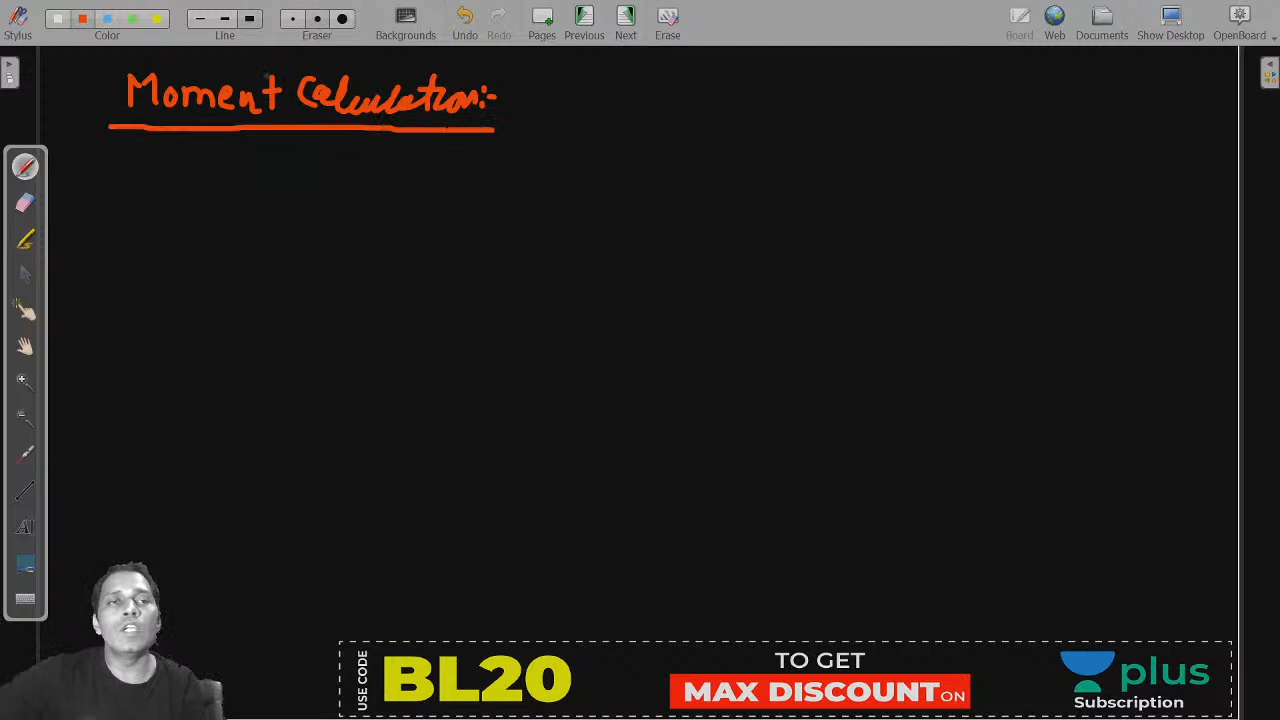 Color
Line
Eraser
Stylus
Backgrounds
Undo
Redo
Pages
Previous
Next
Erase
Board
Web
Documents
Show Desktop
OpenBoard
Moment Calculation:-
AI
USE CODE
BL20
TO GET
MAX DISCOUNT ON
plus
Subscription